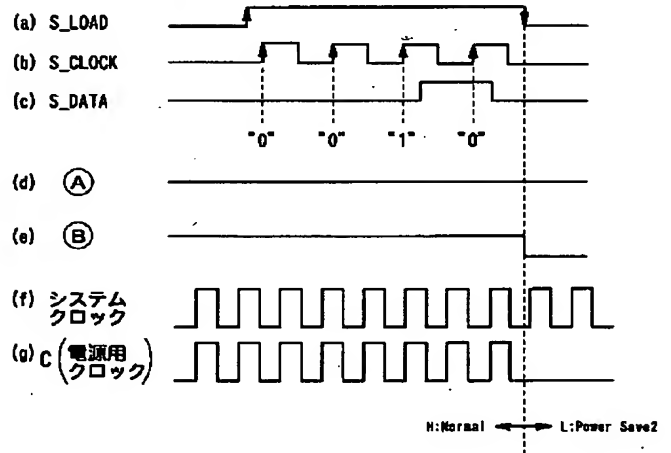 (a) S_LOAD
(b) S_CLOCK
(c) S_DATA
"0" "0" "1" "0"
(d) Ⓐ
(e) Ⓑ
(f) システム
クロック
(g) C (電源用
クロック)
H:Normal L:Power Save2